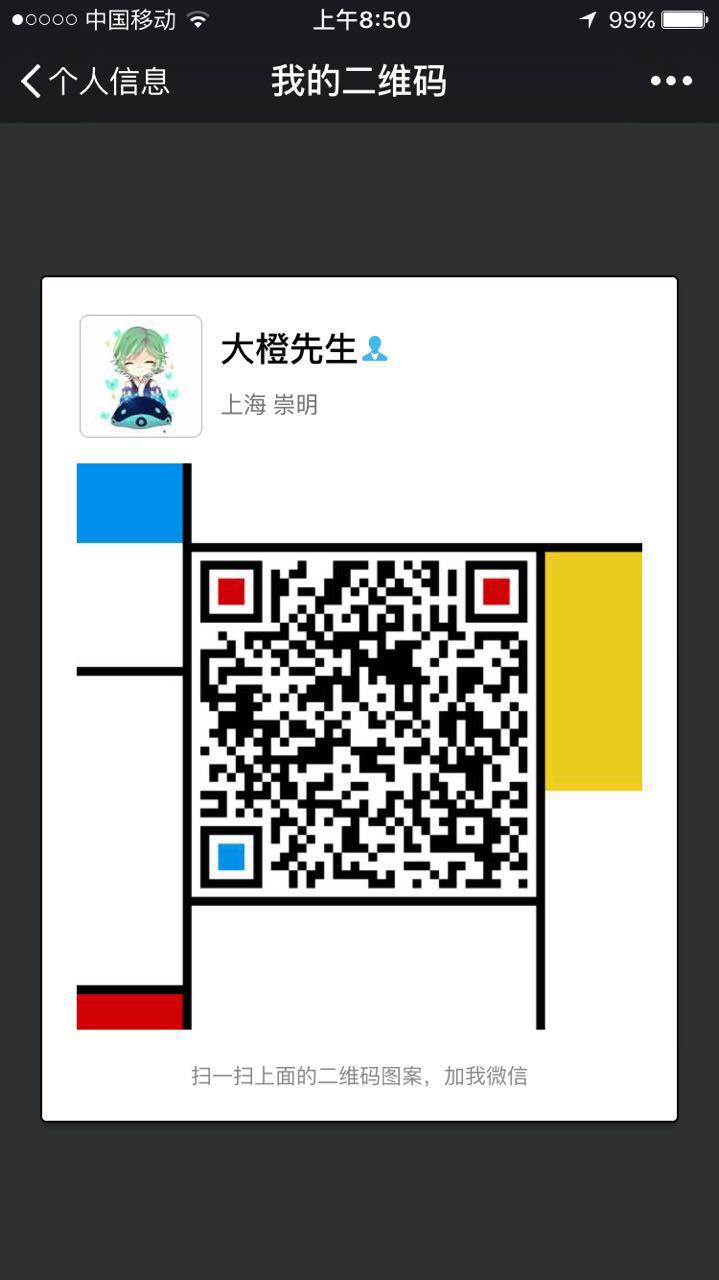 中国移动 上午8:50 99%
个人信息 我的二维码
大橙先生
上海 崇明
扫一扫上面的二维码图案，加我微信